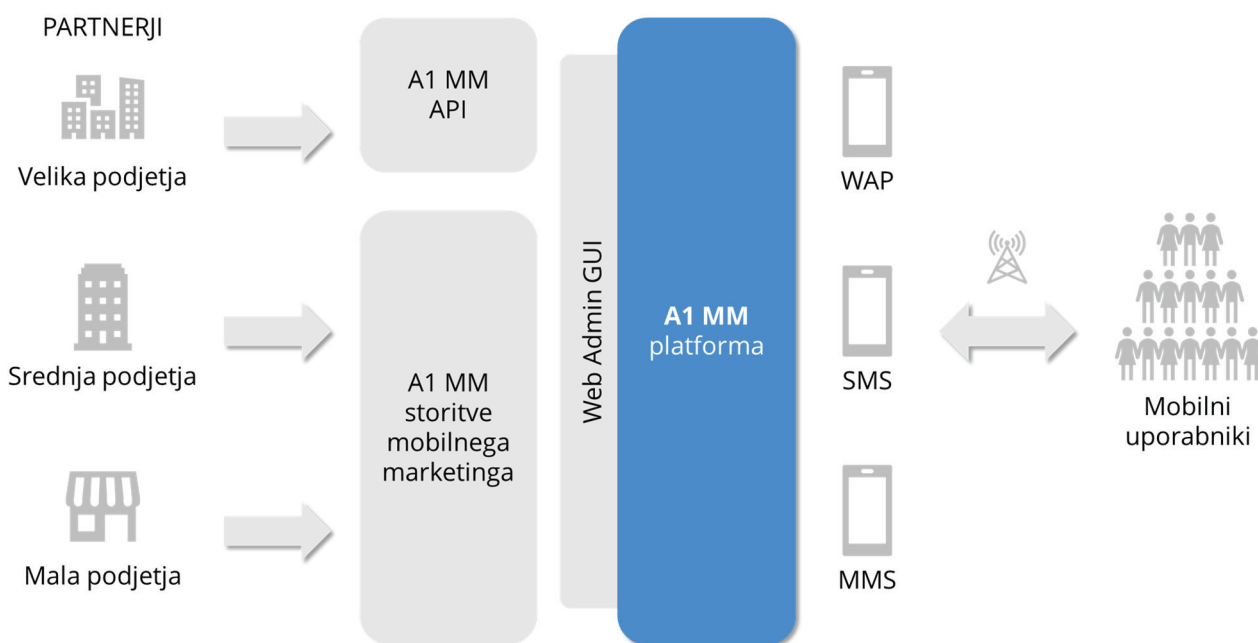 PARTNERJI
Velika podjetja
Srednja podjetja
Mala podjetja
A1 MM
API
A1 MM
storitve
mobilnega
marketinga
Web Admin GUI
A1 MM
platforma
WAP
SMS
MMS
Mobilni
uporabniki